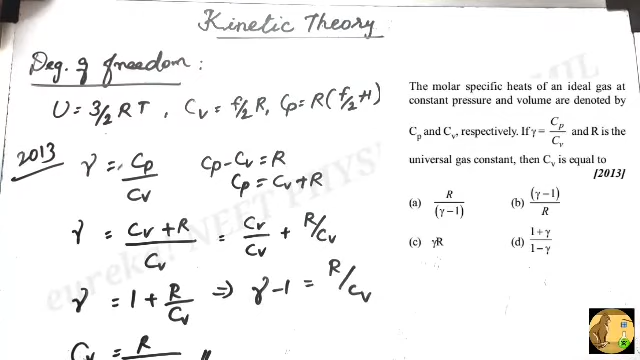 Kinetic Theory
Deg. of freedom :
U = 3/2 RT , Cv = f/2 R, Cp = R(f/2+1)
2013
γ = Cp/Cv   Cp - Cv = R
Cp = Cv + R
γ = (Cv + R)/Cv = Cv/Cv + R/Cv
γ = 1 + R/Cv ⇒ γ - 1 = R/Cv
Cv = R
The molar specific heats of an ideal gas at
constant pressure and volume are denoted by
Cp and Cv, respectively. If γ = Cp/Cv and R is the
universal gas constant, then Cv is equal to
[2013]
(a) R/(γ−1) (b) (γ−1)/R
(c) γR (d) (1+γ)/(1−γ)